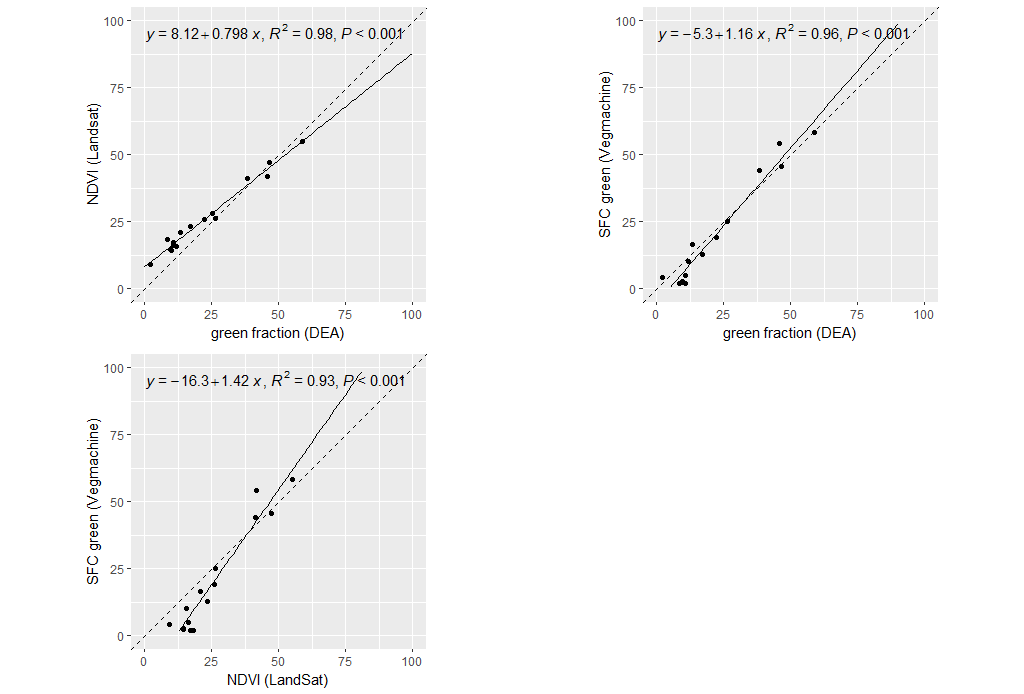 y = 8.12 + 0.798 x, R² = 0.98, P < 0.001
100
75
50
25
0
NDVI (Landsat)
0 25 50 75 100
green fraction (DEA)
y = −5.3 + 1.16 x, R² = 0.96, P < 0.001
100
75
50
25
0
SFC green (Vegmachine)
0 25 50 75 100
green fraction (DEA)
y = −16.3 + 1.42 x, R² = 0.93, P < 0.001
100
75
50
25
0
SFC green (Vegmachine)
0 25 50 75 100
NDVI (LandSat)